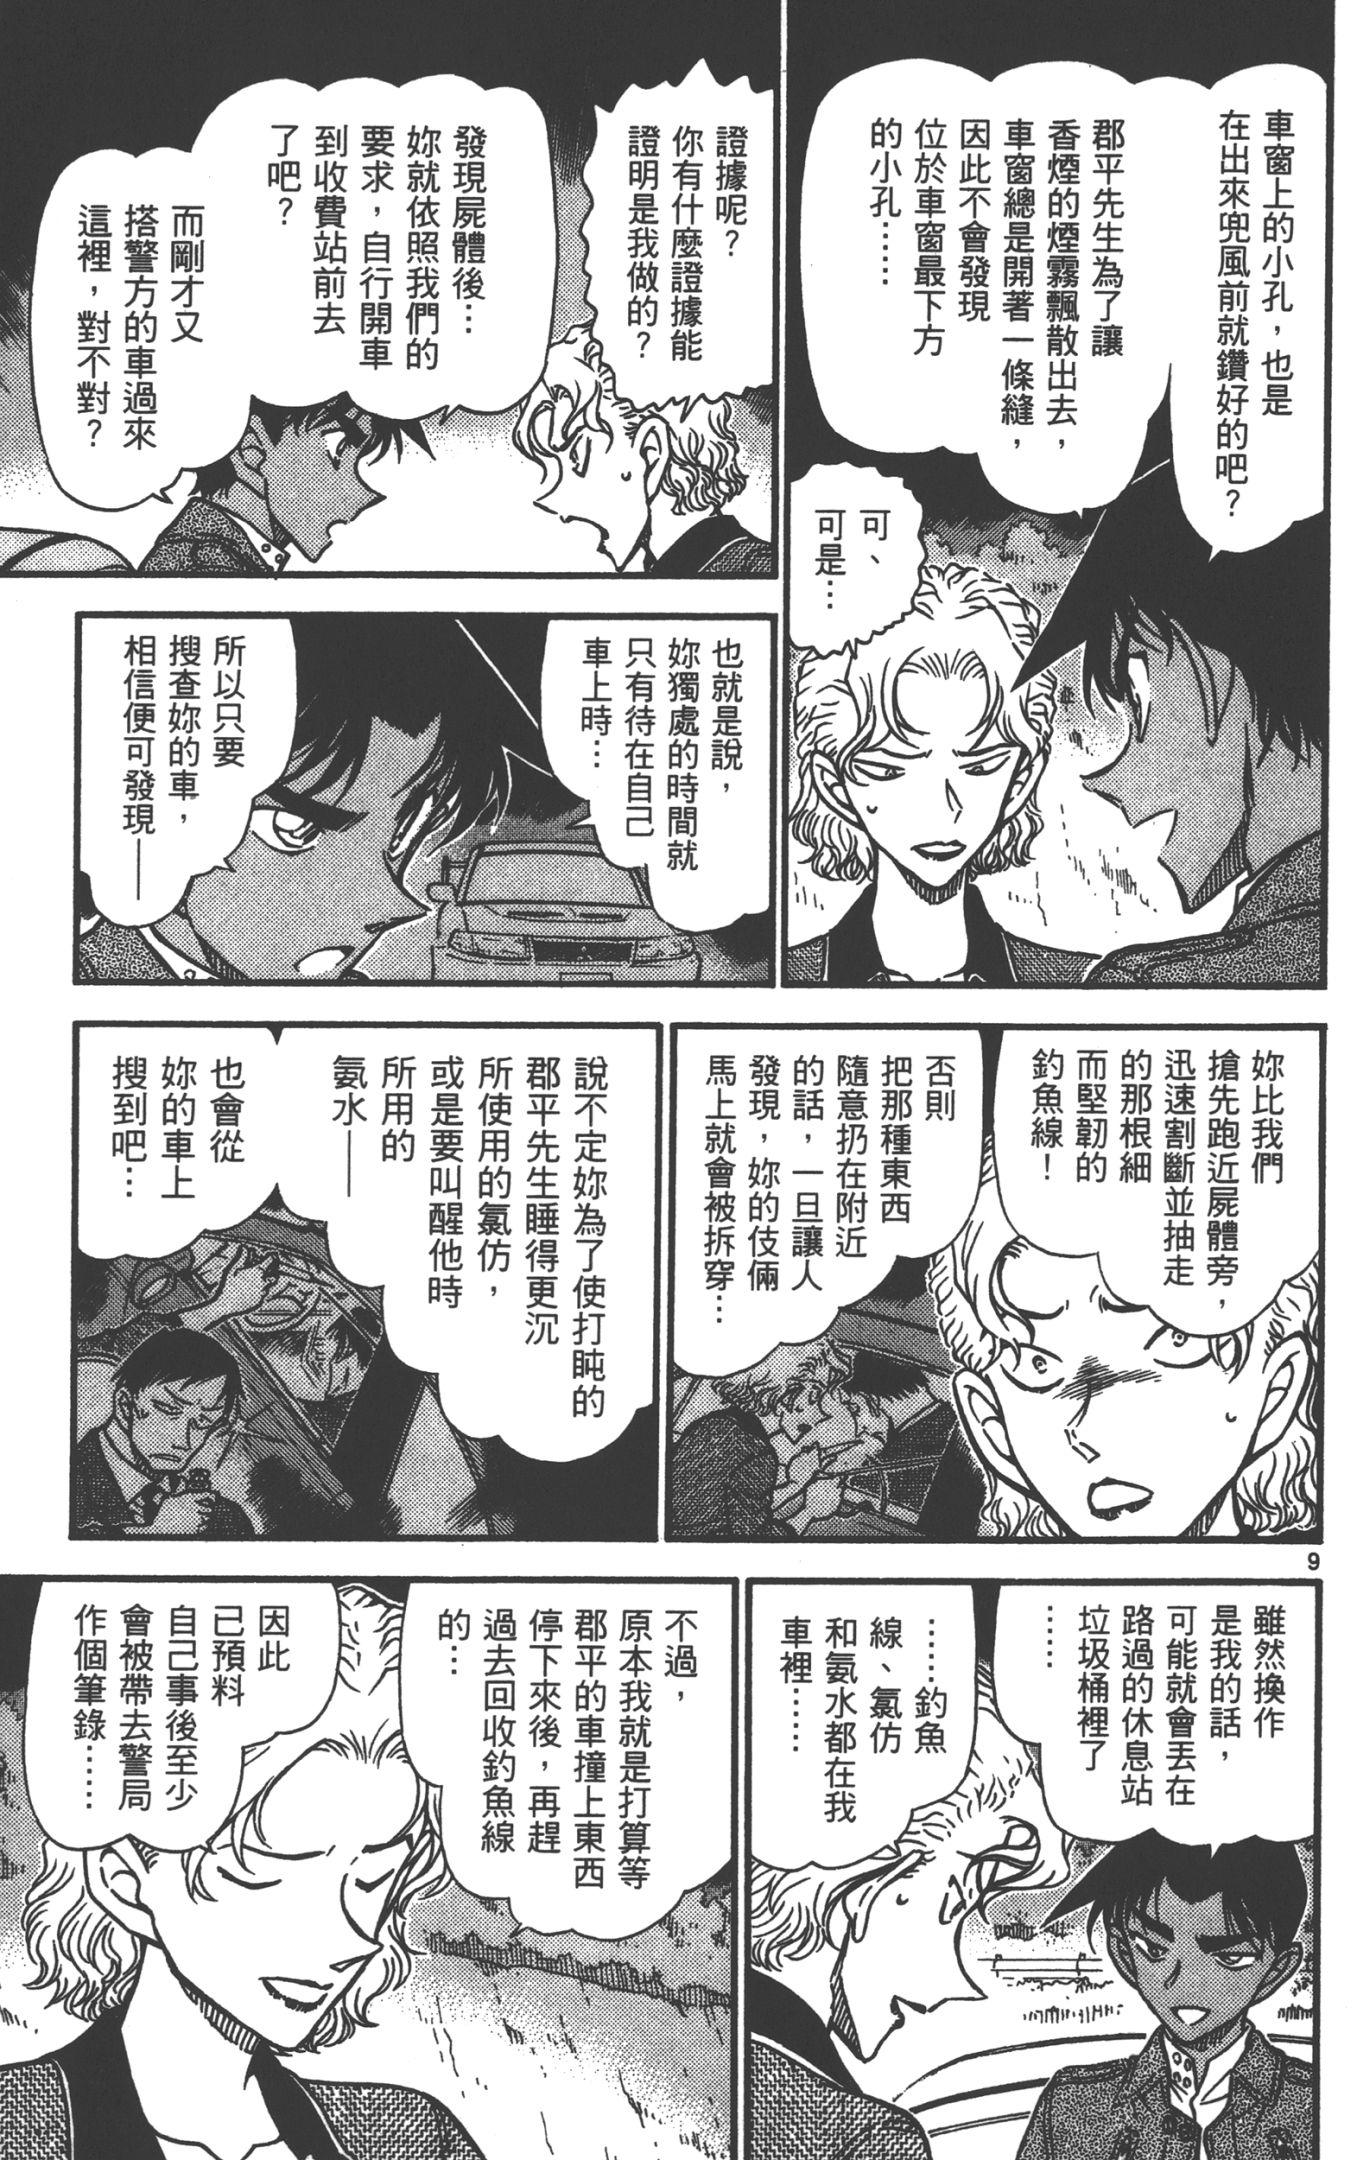 車窗上的小孔，也是
在出來兜風前就鑽好的吧？
郡平先生為了讓
香煙的煙霧飄散出去，
車窗總是開著一條縫，
因此不會發現
位於車窗最下方
的小孔……
可、
可是…
證據呢？
你有什麼證據能
證明是我做的？
發現屍體後…
妳就依照我們的
要求，自行開車
到收費站前去
了吧？
而剛才又
搭警方的車過來
這裡，對不對？
也就是說，
妳獨處的時間就
只有待在自己
車上時…
所以只要
搜查妳的車，
相信便可發現——
妳比我們
搶先跑近屍體旁，
迅速割斷並抽走
的那根細
而堅韌的
釣魚線！
否則
把那種東西
隨意扔在附近
的話，一旦讓人
發現，妳的伎倆
馬上就會被拆穿…
說不定妳為了使打盹的
郡平先生睡得更沉
所使用的氯仿，
或是要叫醒他時
所用的
氨水——
也會從
妳的車上
搜到吧…
9
雖然換作
是我的話，
可能就會丟在
路過的休息站
垃圾桶裡了
……
……釣魚
線、氯仿
和氨水都在我
車裡……
不過，
原本我就是打算等
郡平的車撞上東西
停下來後，再趕
過去回收釣魚線
的…
因此
已預料
自己事後至少
會被帶去警局
作個筆錄……